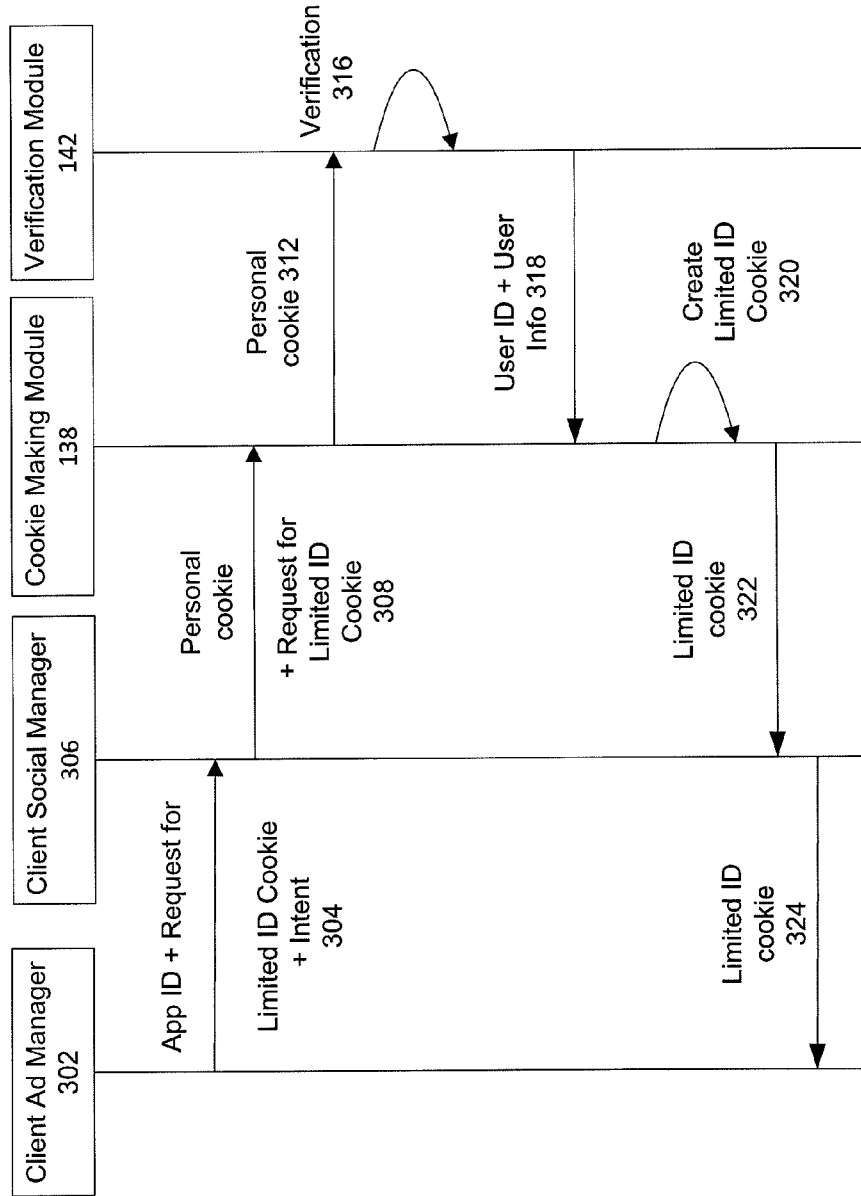 Client Ad Manager
302
Client Social Manager
306
Cookie Making Module
138
Verification Module
142
App ID + Request for
Limited ID Cookie
+ Intent
304
Personal
cookie
+ Request for
Limited ID
Cookie
308
Personal
cookie 312
Verification
316
User ID + User
Info 318
Create
Limited ID
Cookie
320
Limited ID
cookie
322
Limited ID
cookie
324